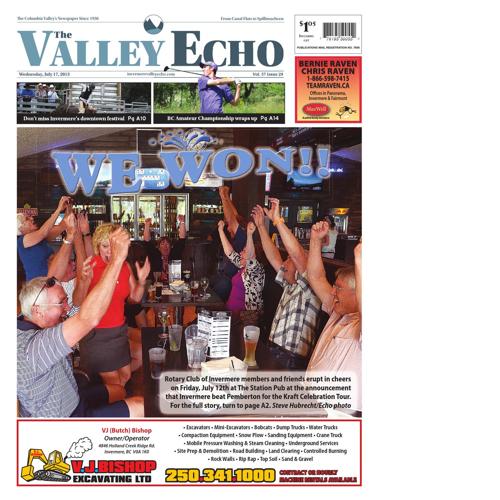 The Columbia Valley's Newspaper Since 1956
From Canal Flats to Spillimacheen
The
VALLEY ECHO
$1.05
INCLUDES GST
PUBLICATIONS MAIL REGISTRATION NO. 7856
Wednesday, July 17, 2013
invermerevalleyecho.com
Vol. 57 Issue 29
Don't miss Invermere's downtown festival Pg A10
BC Amateur Championship wraps up Pg A14
BERNIE RAVEN
CHRIS RAVEN
1-866-598-7415
TEAMRAVEN.CA
Offices in Panorama,
Invermere & Fairmont
MaxWell
WE WON!!
Rotary Club of Invermere members and friends erupt in cheers
on Friday, July 12th at The Station Pub at the announcement
that Invermere beat Pemberton for the Kraft Celebration Tour.
For the full story, turn to page A2. Steve Hubrecht/Echo photo
VJ (Butch) Bishop
Owner/Operator
4846 Holland Creek Ridge Rd.
Invermere, BC V0A 1K0
V.J. BISHOP
EXCAVATING LTD
• Excavators • Mini-Excavators • Bobcats • Dump Trucks • Water Trucks
• Compaction Equipment • Snow Plow • Sanding Equipment • Crane Truck
• Mobile Pressure Washing & Steam Cleaning • Underground Services
• Site Prep & Demolition • Road Building • Land Clearing • Controlled Burning
• Rock Walls • Rip Rap • Top Soil • Sand & Gravel
250.341.1000
CONTRACT OR HOURLY
MACHINE RENTALS AVAILABLE